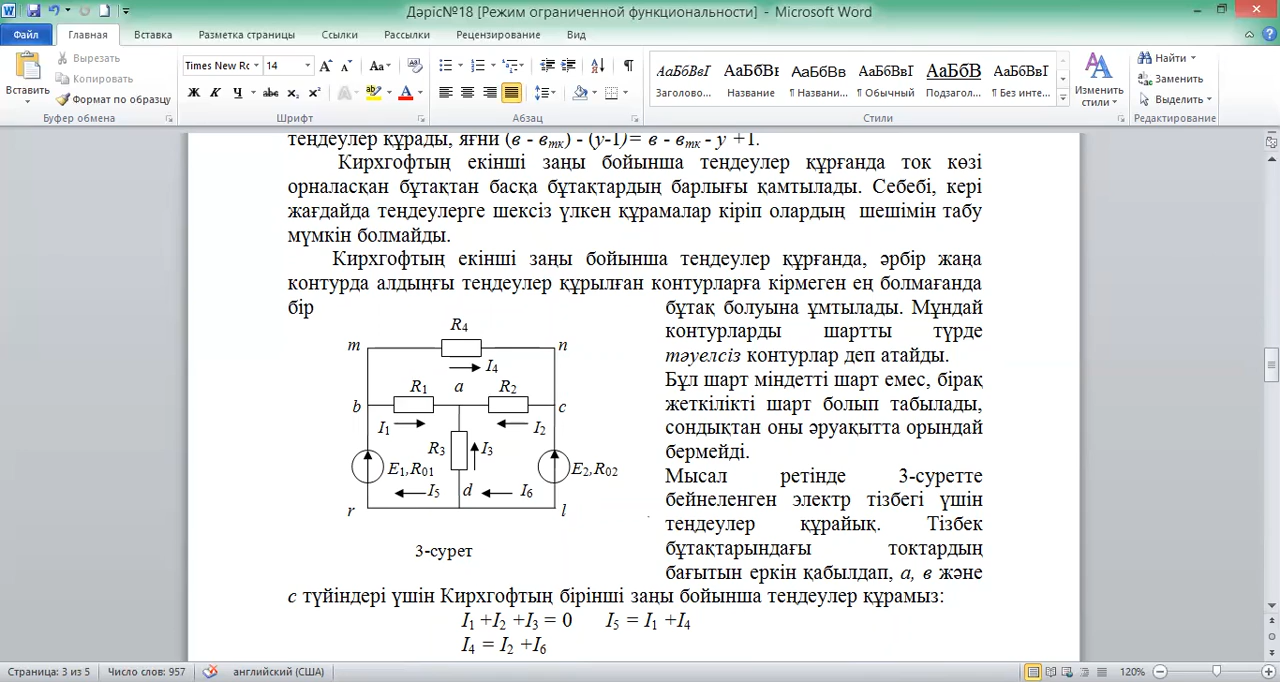 Дәріс№18 [Режим ограниченной функциональности] - Microsoft Word
Файл Главная Вставка Разметка страницы Ссылки Рассылки Рецензирование Вид
Вставить
Вырезать
Копировать
Формат по образцу
Буфер обмена
Times New Rc 14
Ж К Ч abc x₂ x²
Шрифт
Абзац
АаБбВвІ АаБбВі АаБбВв АаБбВвІ АаБбВ АаБбВвІ
Заголово... Название ¶ Названи... ¶ Обычный Подзагол... ¶ Без инте...
Стили
Изменить
стили
Найти
Заменить
Выделить
Редактирование
теңдеулер құрады, яғни (в - втк) - (у-1)= в - втк - у +1.
Кирхгофтың екінші заңы бойынша теңдеулер құрғанда ток көзі
орналасқан бұтақтан басқа бұтақтардың барлығы қамтылады. Себебі, кері
жағдайда теңдеулерге шексіз үлкен құрамалар кіріп олардың шешімін табу
мүмкін болмайды.
Кирхгофтың екінші заңы бойынша теңдеулер құрғанда, әрбір жаңа
контурда алдыңғы теңдеулер құрылған контурларға кірмеген ең болмағанда
бір бұтақ болуына ұмтылады. Мұндай
контурларды шартты түрде
тәуелсіз контурлар деп атайды.
Бұл шарт міндетті шарт емес, бірақ
жеткілікті шарт болып табылады,
сондықтан оны әруақытта орындай
бермейді.
Мысал ретінде 3-суретте
бейнеленген электр тізбегі үшін
теңдеулер құрайық. Тізбек
бұтақтарындағы токтардың
бағытын еркін қабылдап, а, в және
R4
m n
I4
R1 a R2
b c
I1 I2
R3 I3
E1,R01 E2,R02
I5 d I6
r l
3-сурет
с түйіндері үшін Кирхгофтың бірінші заңы бойынша теңдеулер құрамыз:
I1 +I2 +I3 = 0 I5 = I1 +I4
I4 = I2 +I6
Страница: 3 из 5 Число слов: 957 английский (США) 120%